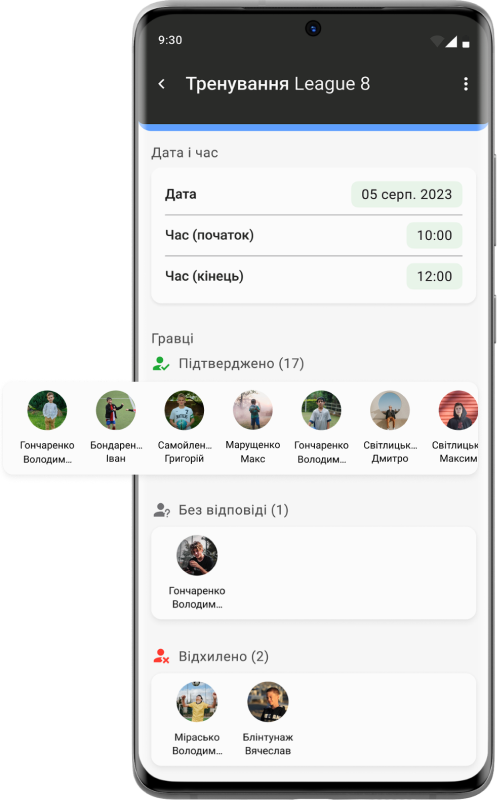 9:30
Тренування League 8
Дата і час
Дата 05 серп. 2023
Час (початок) 10:00
Час (кінець) 12:00
Гравці
Підтверджено (17)
Гончаренко Бондарен... Самойлен... Марущенко Гончаренко Світлицьк... Світлицьк
Володим... Іван Григорій Макс Володим... Дмитро Максим
Без відповіді (1)
Гончаренко
Володим...
Відхилено (2)
Мірасько Блінтунаж
Володим... Вячеслав